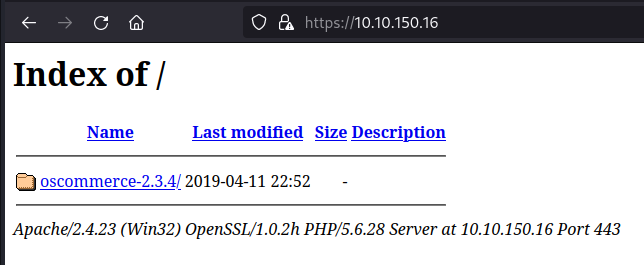 https://10.10.150.16
Index of /
Name Last modified Size Description
oscommerce-2.3.4/ 2019-04-11 22:52 -
Apache/2.4.23 (Win32) OpenSSL/1.0.2h PHP/5.6.28 Server at 10.10.150.16 Port 443